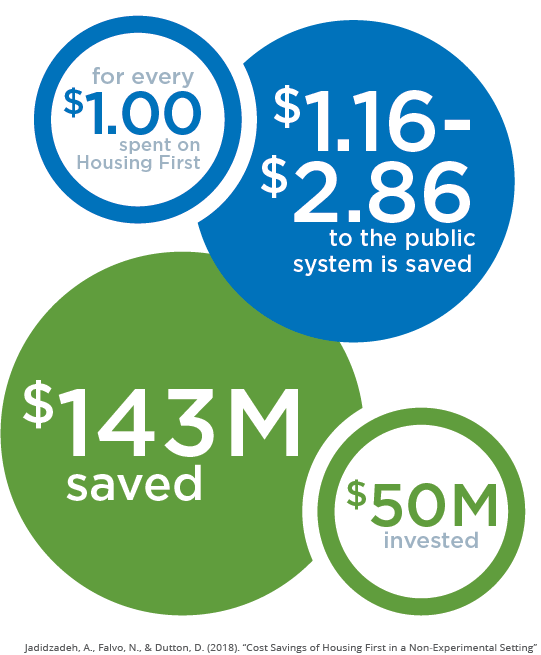 for every
$1.00
spent on
Housing First
$1.16-
$2.86
to the public
system is saved
$143M
saved
$50M
invested
Jadidzadeh, A., Falvo, N., & Dutton, D. (2018). “Cost Savings of Housing First in a Non-Experimental Setting”